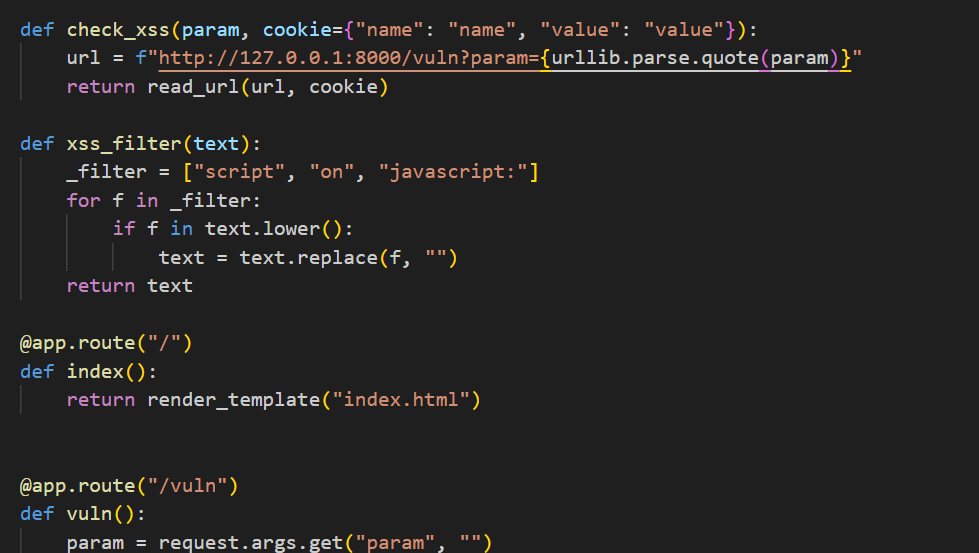 def check_xss(param, cookie={"name": "name", "value": "value"}):
    url = f"http://127.0.0.1:8000/vuln?param={urllib.parse.quote(param)}"
    return read_url(url, cookie)

def xss_filter(text):
    _filter = ["script", "on", "javascript:"]
    for f in _filter:
        if f in text.lower():
            text = text.replace(f, "")
    return text

@app.route("/")
def index():
    return render_template("index.html")


@app.route("/vuln")
def vuln():
    param = request.args.get("param", "")